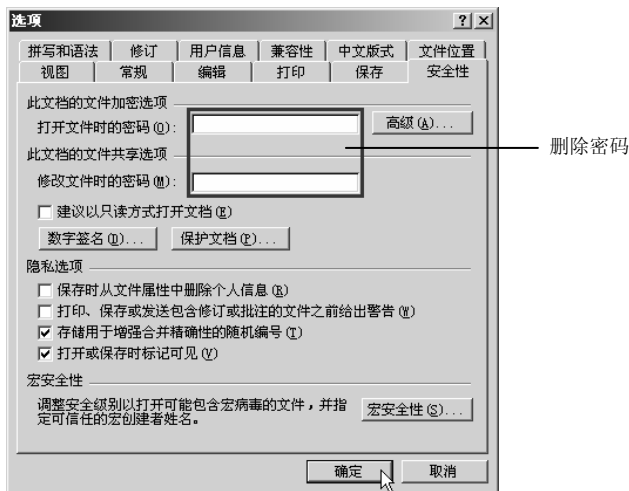 选项
拼写和语法 修订 用户信息 兼容性 中文版式 文件位置
视图 常规 编辑 打印 保存 安全性
此文档的文件加密选项
打开文件时的密码(O): 高级(A)...
删除密码
此文档的文件共享选项
修改文件时的密码(M):
建议以只读方式打开文档(E)
数字签名(D)... 保护文档(P)...
隐私选项
保存时从文件属性中删除个人信息(R)
打印、保存或发送包含修订或批注的文件之前给出警告(W)
存储用于增强合并精确性的随机编号(T)
打开或保存时标记可见(V)
宏安全性
调整安全级别以打开可能包含宏病毒的文件，并指
定可信任的宏创建者姓名。 宏安全性(S)...
确定 取消